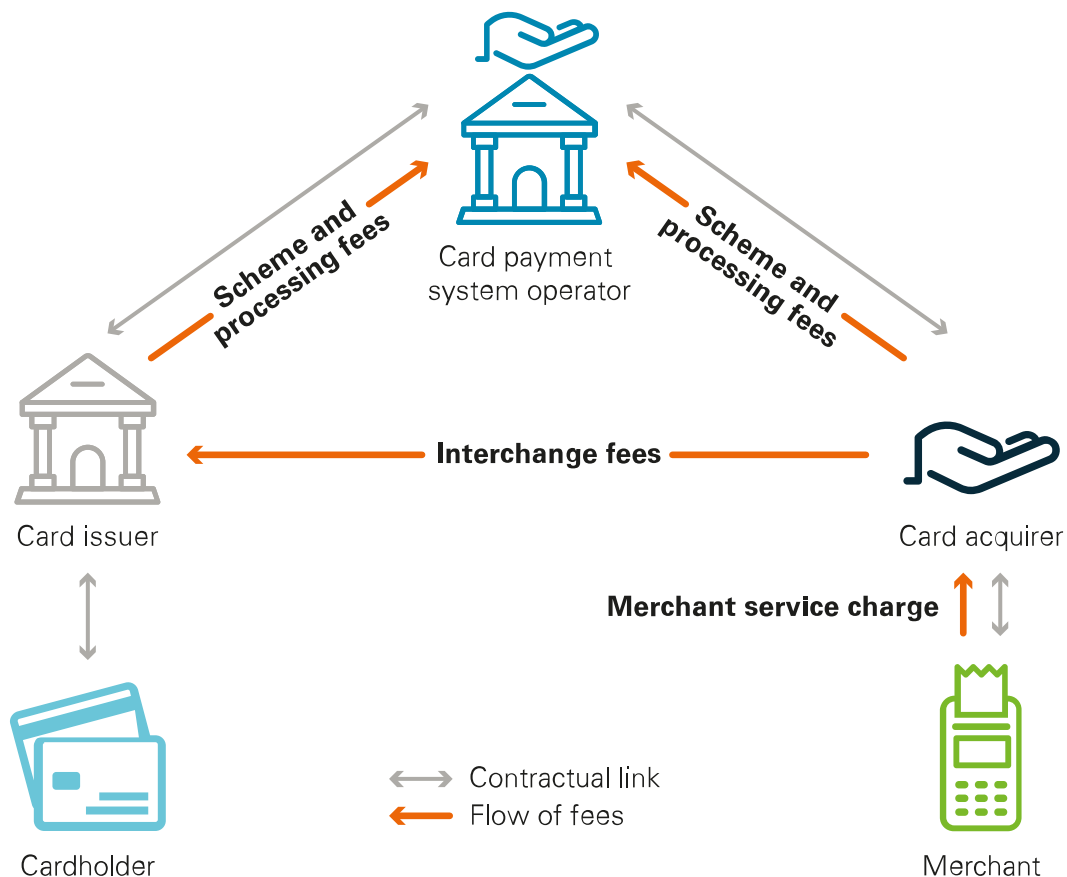 Card payment
system operator
Scheme and
processing fees
Scheme and
processing fees
Interchange fees
Card issuer
Card acquirer
Merchant service charge
Contractual link
Flow of fees
Cardholder
Merchant